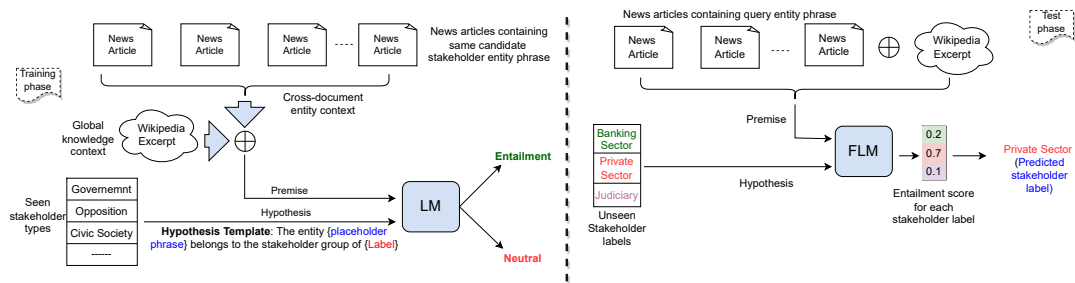 News
Article
News
Article
News
Article
News
Article
News articles containing
same candidate
stakeholder entity phrase
Training
phase
Cross-document
entity context
Global
knowledge
context
Wikipedia
Excerpt
Entailment
Premise
Seen
stakeholder
types
Governemnt
Opposition
Civic Society
------
Hypothesis
LM
Hypothesis Template: The entity {placeholder
phrase} belongs to the stakeholder group of {Label}
Neutral
News articles containing query entity phrase
Test
phase
News
Article
News
Article
News
Article
Wikipedia
Excerpt
Premise
Banking
Sector
Private
Sector
Judiciary
Unseen
Stakeholder
labels
Hypothesis
FLM
0.2
0.7
0.1
Entailment score
for each
stakeholder label
Private Sector
(Predicted
stakeholder
label)